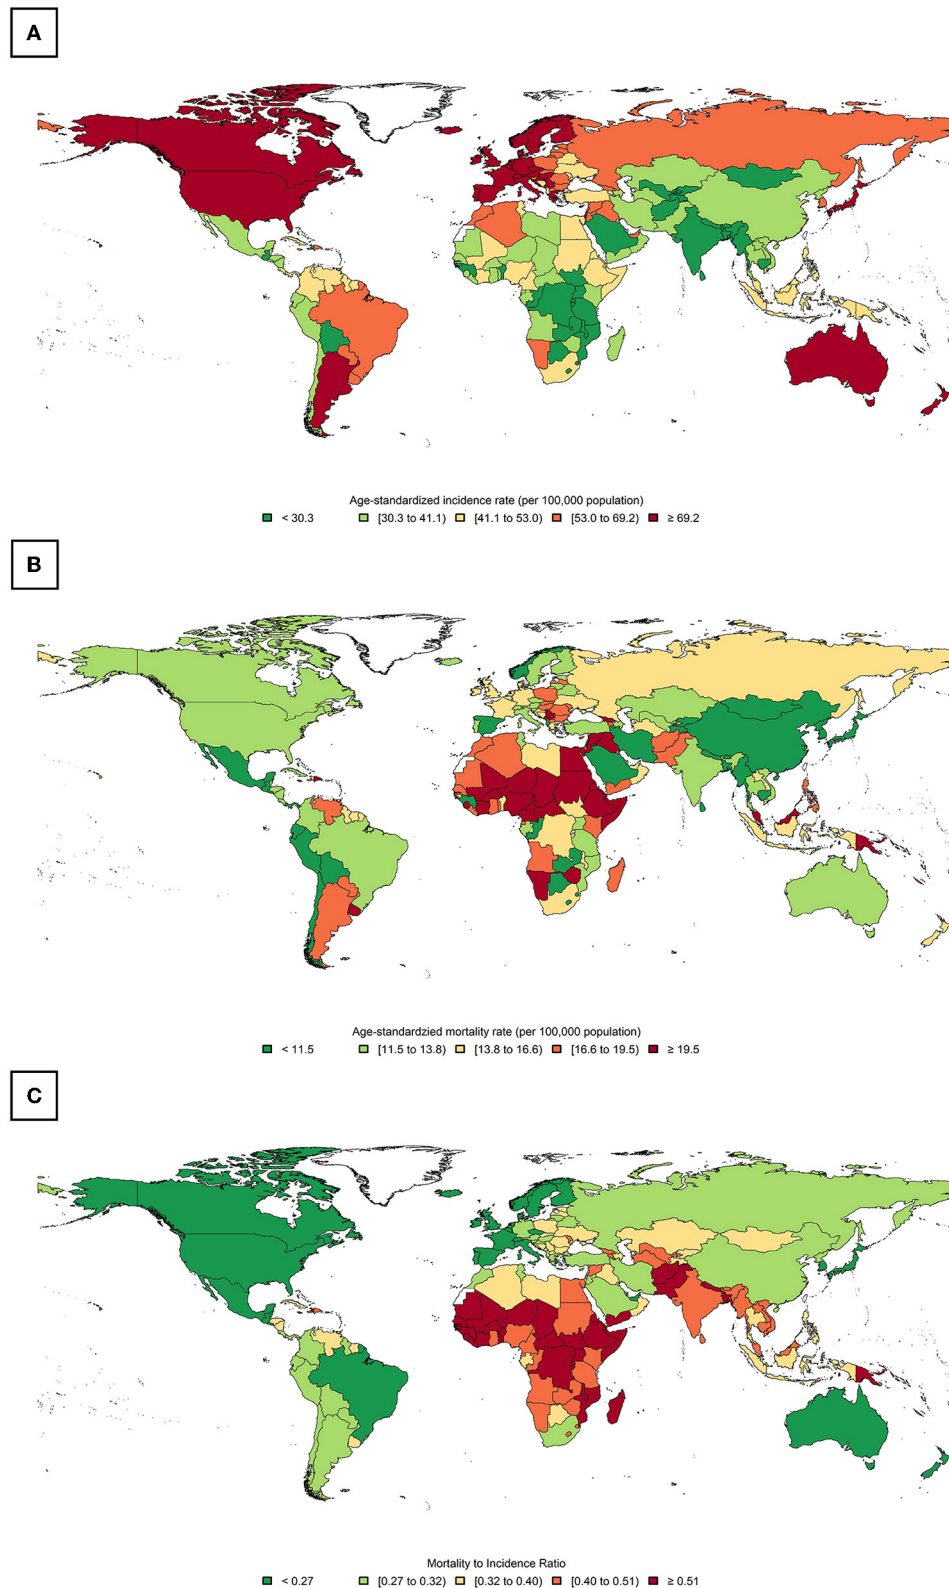 A
Age-standardized incidence rate (per 100,000 population)
< 30.3 [30.3 to 41.1) [41.1 to 53.0) [53.0 to 69.2) ≥ 69.2
B
Age-standardzied mortality rate (per 100,000 population)
< 11.5 [11.5 to 13.8) [13.8 to 16.6) [16.6 to 19.5) ≥ 19.5
C
Mortality to Incidence Ratio
< 0.27 [0.27 to 0.32) [0.32 to 0.40) [0.40 to 0.51) ≥ 0.51